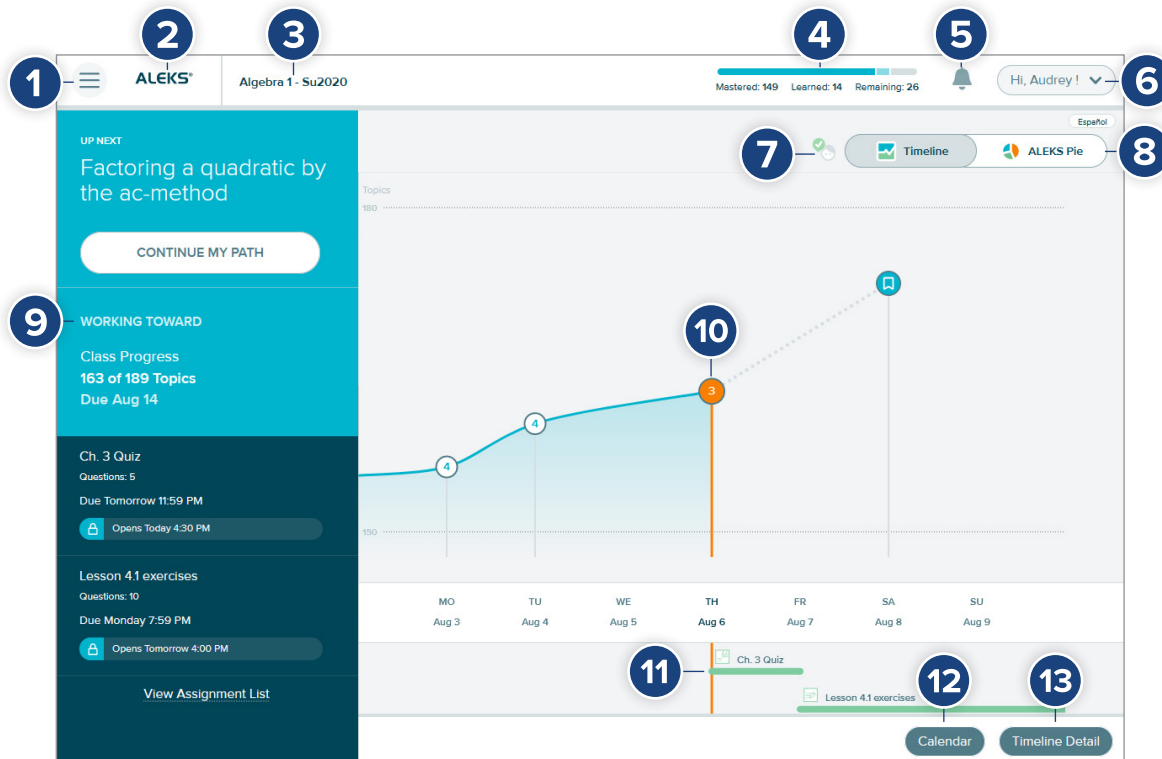 2
3
4
5
1
ALEKS®
Algebra 1 - Su2020
Mastered: 149 Learned: 14 Remaining: 26
Hi, Audrey !
6
Español
7
Timeline
ALEKS Pie
8
UP NEXT
Factoring a quadratic by
the ac-method
CONTINUE MY PATH
9
WORKING TOWARD
Class Progress
163 of 189 Topics
Due Aug 14
Ch. 3 Quiz
Questions: 5
Due Tomorrow 11:59 PM
Opens Today 4:30 PM
Lesson 4.1 exercises
Questions: 10
Due Monday 7:59 PM
Opens Tomorrow 4:00 PM
View Assignment List
Topics
180
10
3
4
4
150
MO TU WE TH FR SA SU
Aug 3 Aug 4 Aug 5 Aug 6 Aug 7 Aug 8 Aug 9
11
Ch. 3 Quiz
12
13
Lesson 4.1 exercises
Calendar
Timeline Detail